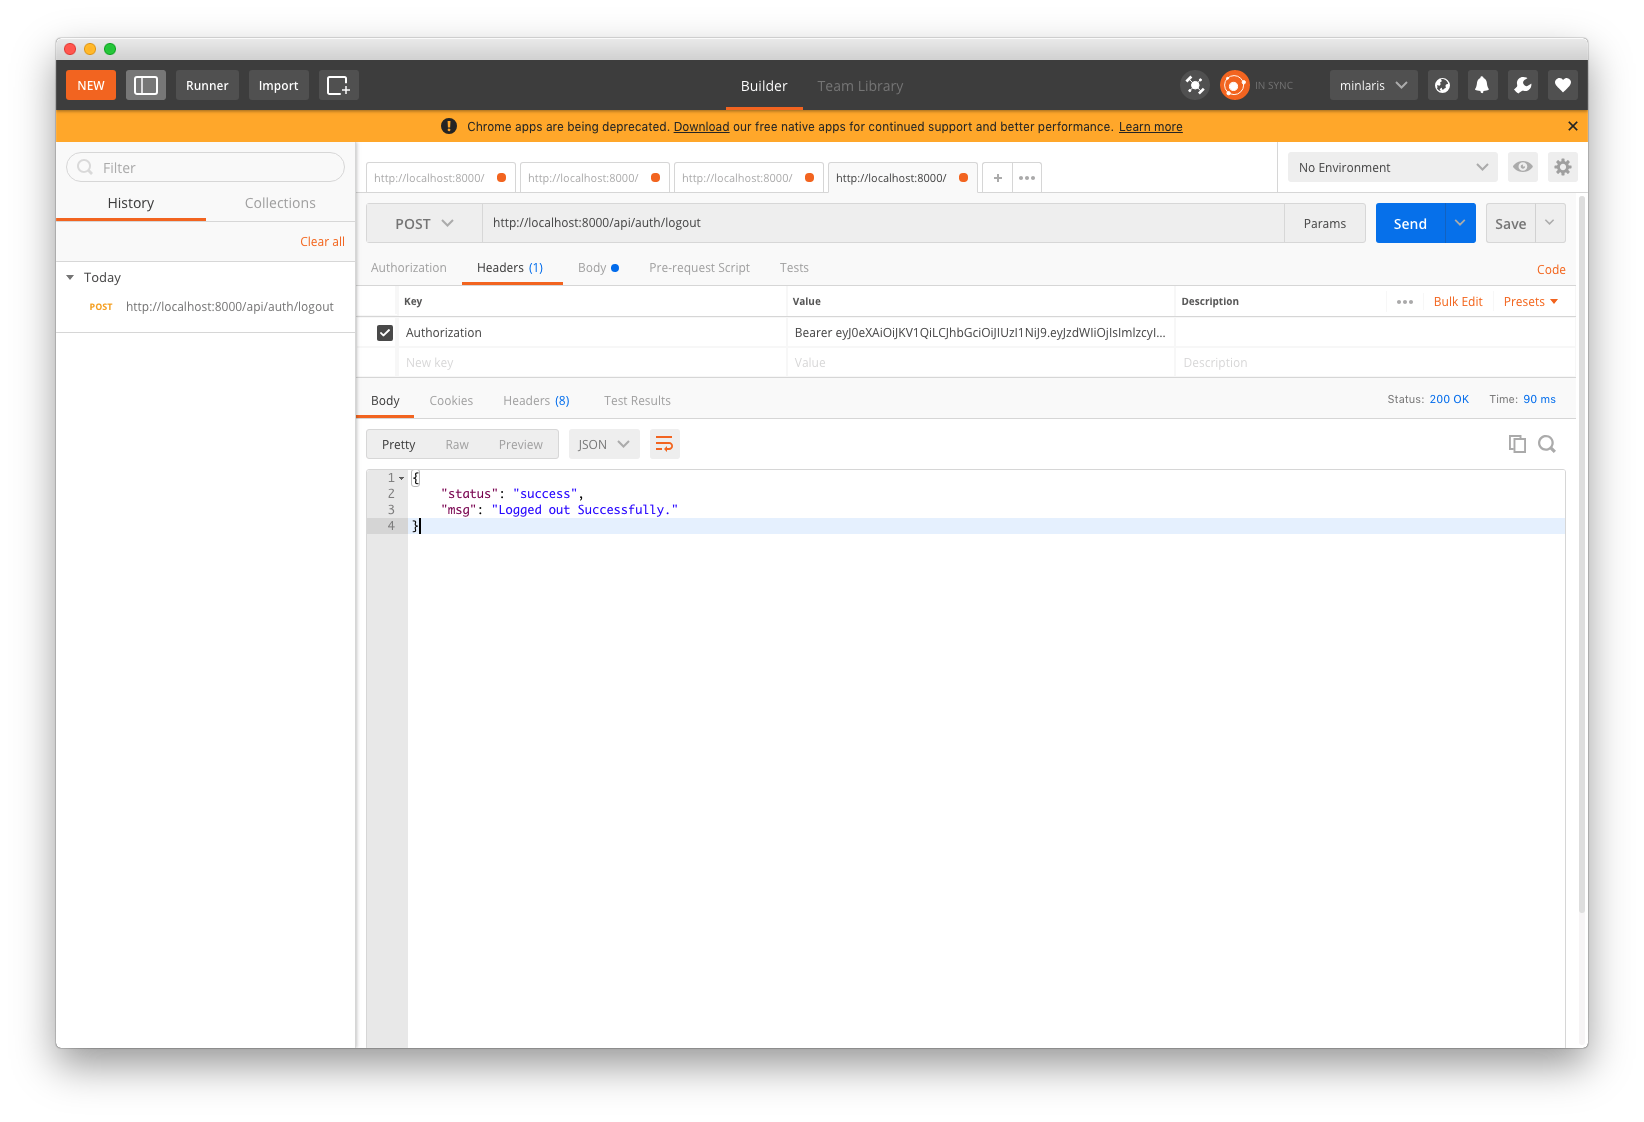 NEW Runner Import Builder Team Library IN SYNC minlaris
Chrome apps are being deprecated. Download our free native apps for continued support and better performance. Learn more
Filter
History Collections
Clear all
Today
POST http://localhost:8000/api/auth/logout
http://localhost:8000/ http://localhost:8000/ http://localhost:8000/ http://localhost:8000/ + •••
No Environment
POST http://localhost:8000/api/auth/logout Params Send Save
Authorization Headers (1) Body Pre-request Script Tests Code
Key Value Description ••• Bulk Edit Presets
Authorization Bearer eyJ0eXAiOiJKV1QiLCJhbGciOiJIUzI1NiJ9.eyJzdWIiOjIsImlzcyI...
New key Value Description
Body Cookies Headers (8) Test Results Status: 200 OK Time: 90 ms
Pretty Raw Preview JSON
1 {
2 "status": "success",
3 "msg": "Logged out Successfully."
4 }